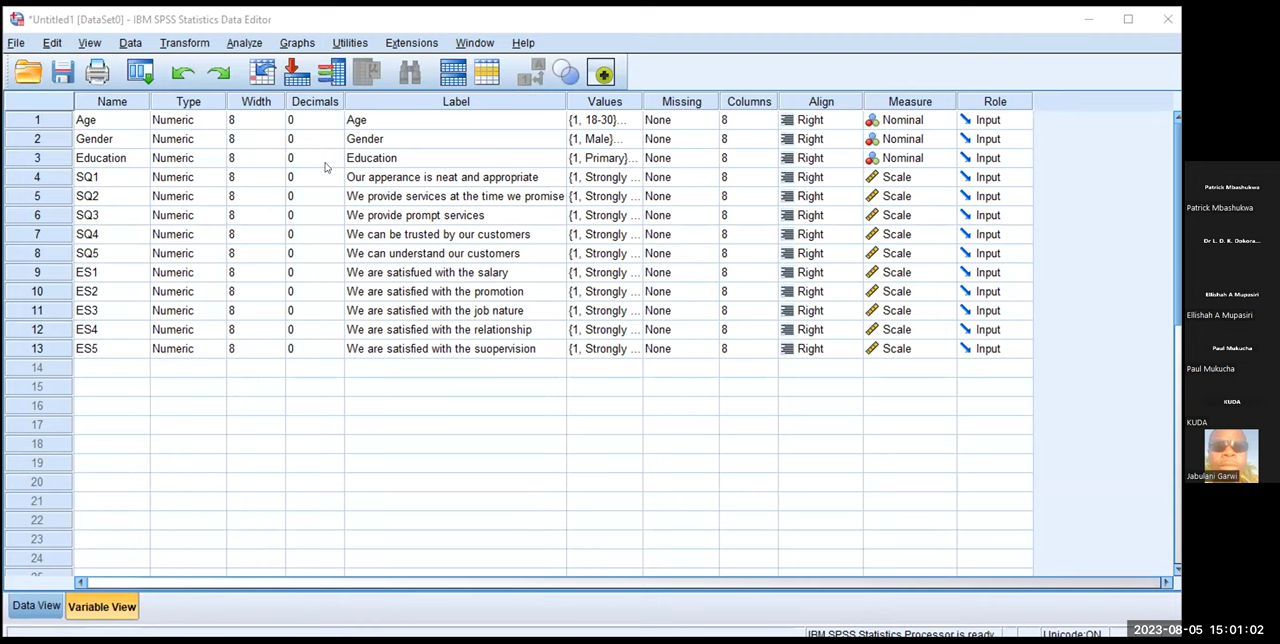 *Untitled1 [DataSet0] - IBM SPSS Statistics Data Editor
File Edit View Data Transform Analyze Graphs Utilities Extensions Window Help
Name Type Width Decimals Label Values Missing Columns Align Measure Role
1 Age Numeric 8 0 Age {1, 18-30}... None 8 Right Nominal Input
2 Gender Numeric 8 0 Gender {1, Male}... None 8 Right Nominal Input
3 Education Numeric 8 0 Education {1, Primary}... None 8 Right Nominal Input
4 SQ1 Numeric 8 0 Our apperance is neat and appropriate {1, Strongly ... None 8 Right Scale Input
5 SQ2 Numeric 8 0 We provide services at the time we promise {1, Strongly ... None 8 Right Scale Input
6 SQ3 Numeric 8 0 We provide prompt services {1, Strongly ... None 8 Right Scale Input
7 SQ4 Numeric 8 0 We can be trusted by our customers {1, Strongly ... None 8 Right Scale Input
8 SQ5 Numeric 8 0 We can understand our customers {1, Strongly ... None 8 Right Scale Input
9 ES1 Numeric 8 0 We are satisfued with the salary {1, Strongly ... None 8 Right Scale Input
10 ES2 Numeric 8 0 We are satisfied with the promotion {1, Strongly ... None 8 Right Scale Input
11 ES3 Numeric 8 0 We are satisfied with the job nature {1, Strongly ... None 8 Right Scale Input
12 ES4 Numeric 8 0 We are satisfied with the relationship {1, Strongly ... None 8 Right Scale Input
13 ES5 Numeric 8 0 We are satisfied with the suopervision {1, Strongly ... None 8 Right Scale Input
14
15
16
17
18
19
20
21
22
23
24
25
Data View Variable View
IBM SPSS Statistics Processor is ready
Unicode:ON
Patrick Mbashukwa
Patrick Mbashukwa
Dr L. D. K. Dokora...
Ellishah A Mupasiri
Ellishah A Mupasiri
Paul Mukucha
Paul Mukucha
KUDA
KUDA
Jabulani Garwi
2023-08-05 15:01:02